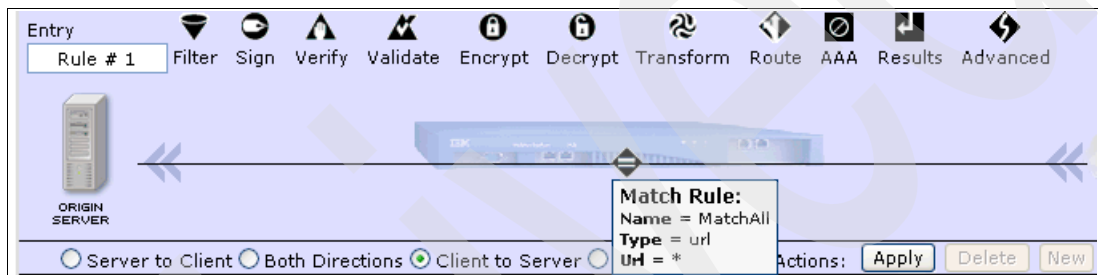 Entry
Rule # 1
Filter Sign Verify Validate Encrypt Decrypt Transform Route AAA Results Advanced
ORIGIN
SERVER
Match Rule:
Name = MatchAll
Type = url
Url = *
Server to Client Both Directions Client to Server Actions: Apply Delete New